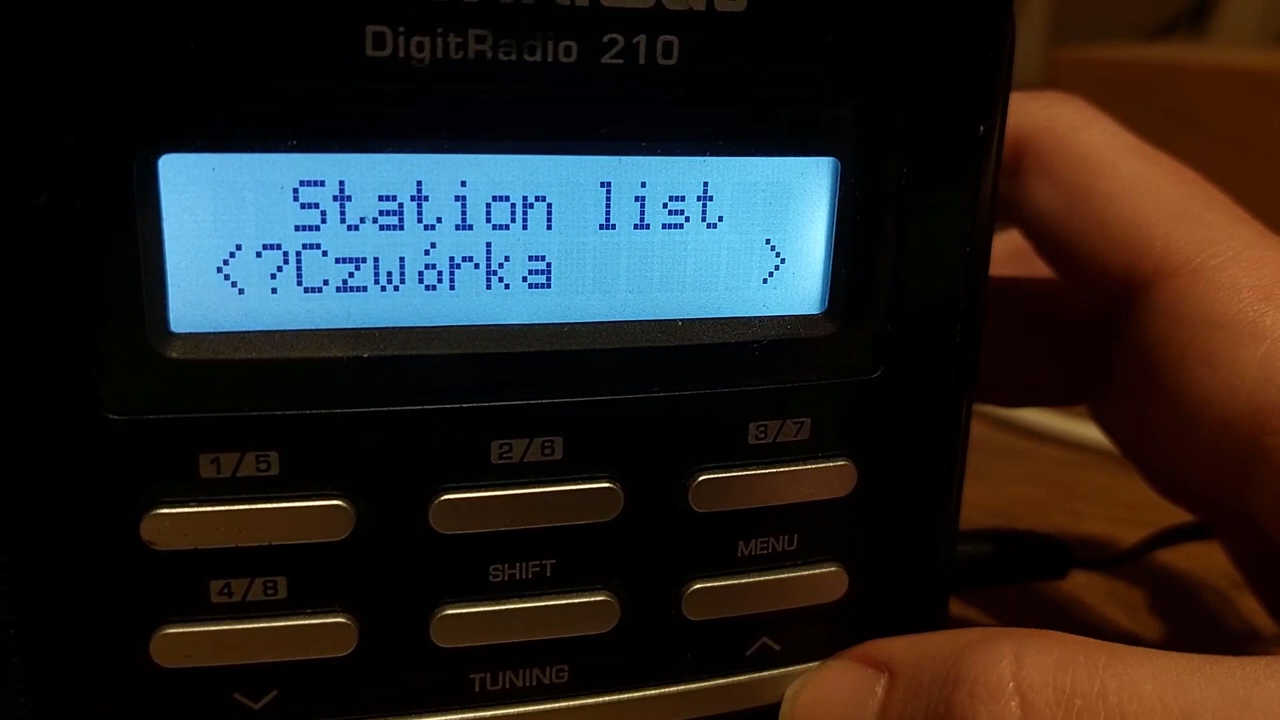 DigitRadio 210
Station list
<?Czwórka >
1/5
2/6
3/7
4/8
SHIFT
MENU
TUNING